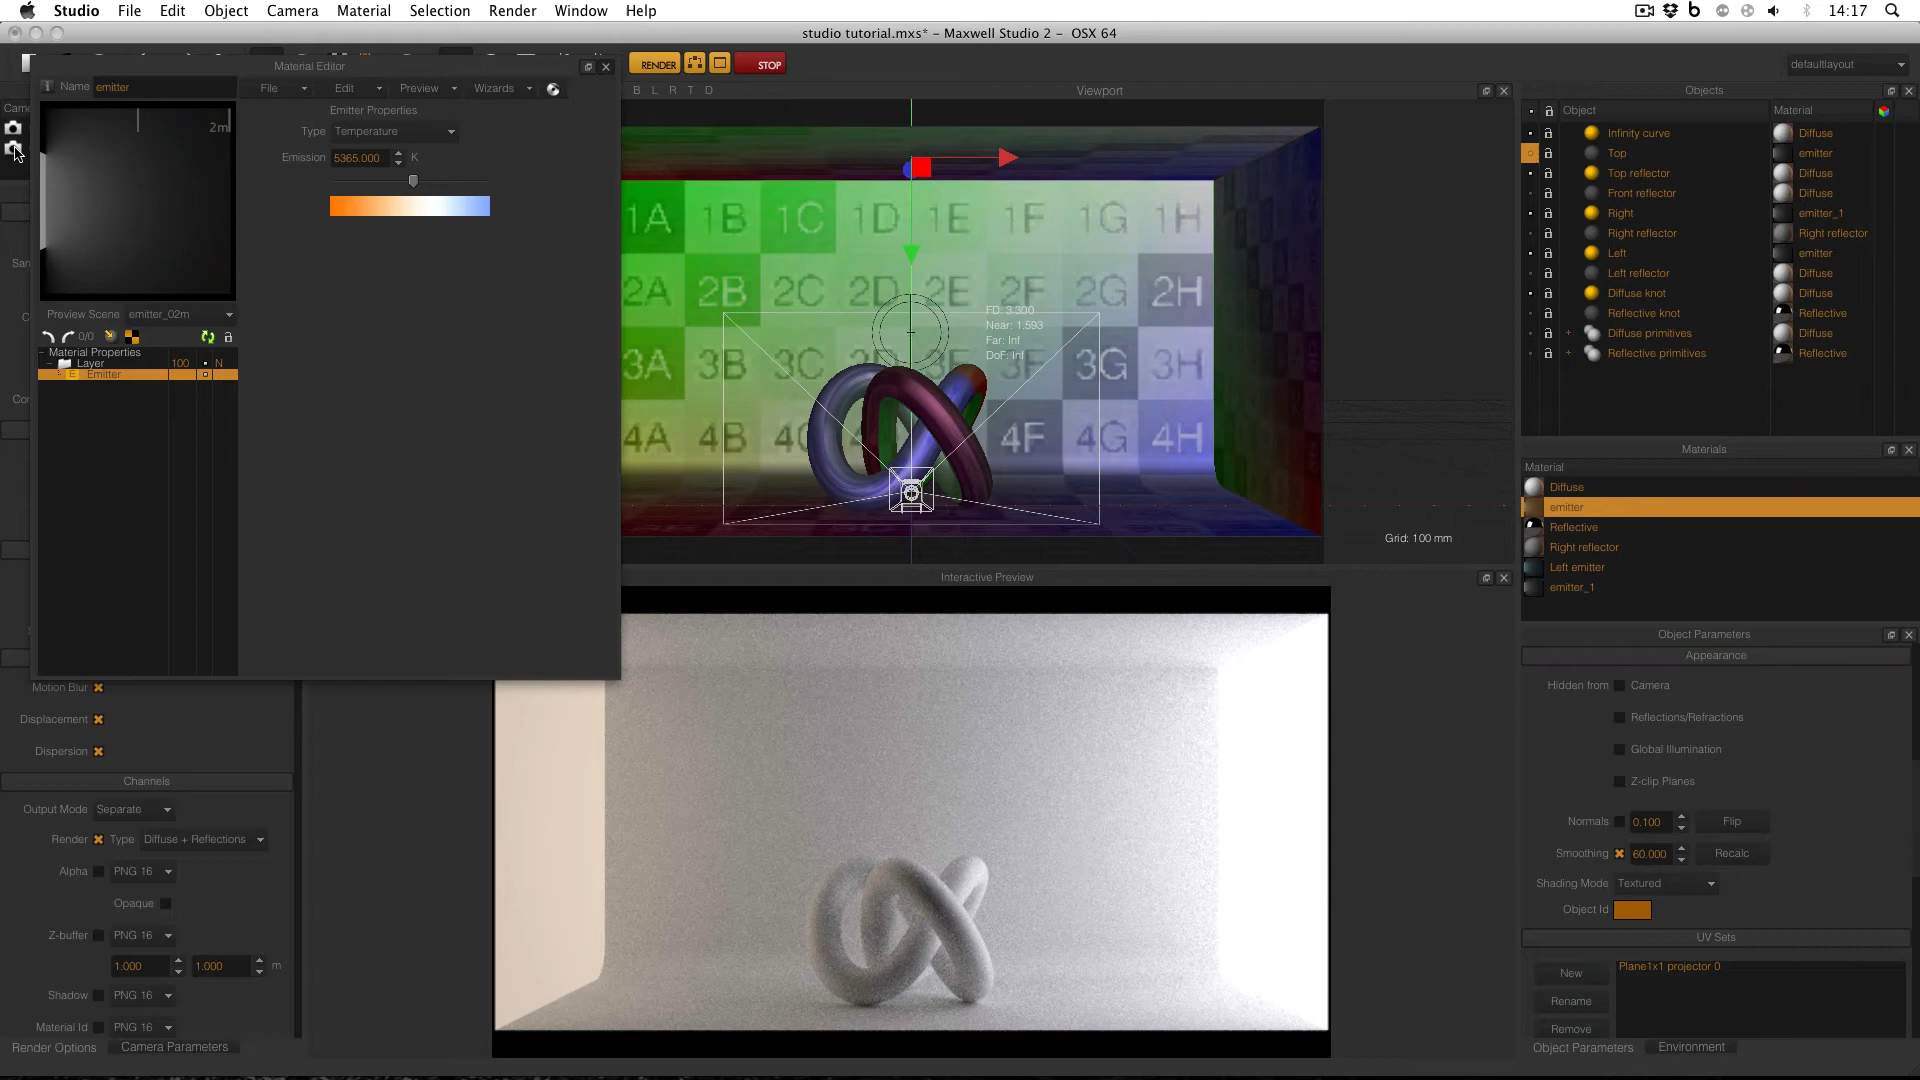 Studio File Edit Object Camera Material Selection Render Window Help
14:17
studio tutorial.mxs* – Maxwell Studio 2 – OSX 64
Material Editor
RENDER
STOP
defaultlayout
Name emitter
File Edit Preview Wizards
B L R T D
Viewport
Objects
Came
Emitter Properties
Object Material
Type Temperature
2m
Emission 5365.000 K
Infinity curve Diffuse
Top emitter
Top reflector Diffuse
Front reflector Diffuse
Right emitter_1
Right reflector Right reflector
Left emitter
Left reflector Diffuse
Diffuse knot Diffuse
Reflective knot Reflective
Diffuse primitives Diffuse
Reflective primitives Reflective
1A 1B 1C 1D 1E 1F 1G 1H
2A 2B 2C 2D 2E 2F 2G 2H
3A 3B 3C 3G 3H
4A 4B 4F 4G 4H
FD: 3.300
Near: 1.593
Far: Inf
DoF: Inf
Grid: 100 mm
San
Preview Scene emitter_02m
0/0
Material Properties
Layer 100 N
E Emitter 100
Materials
Material
Diffuse
emitter
Reflective
Right reflector
Left emitter
emitter_1
Interactive Preview
Object Parameters
Appearance
Hidden from Camera
Reflections/Refractions
Global Illumination
Z-clip Planes
Normals 0.100 Flip
Smoothing 60.000 Recalc
Shading Mode Textured
Object Id
UV Sets
Plane1x1 projector 0
New
Rename
Remove
Object Parameters Environment
Motion Blur
Displacement
Dispersion
Channels
Output Mode Separate
Render Type Diffuse + Reflections
Alpha PNG 16
Opaque
Z-buffer PNG 16
1.000 1.000 m
Shadow PNG 16
Material Id PNG 16
Render Options Camera Parameters